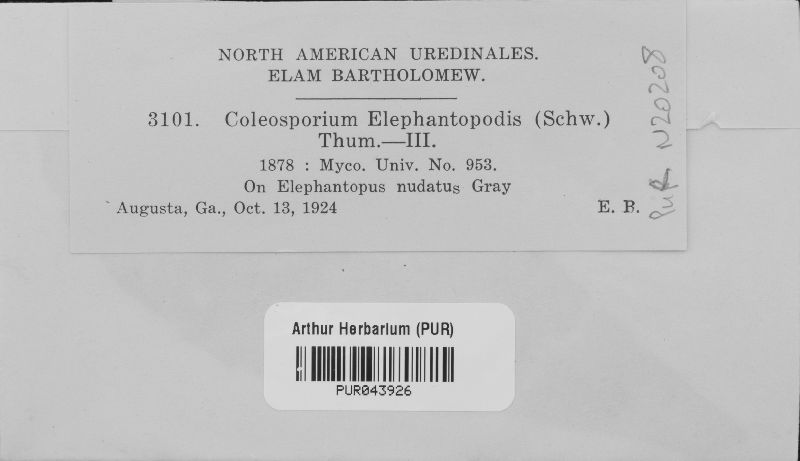 NORTH AMERICAN UREDINALES.
ELAM BARTHOLOMEW.
3101. Coleosporium Elephantopodis (Schw.)
Thum.—III.
1878 : Myco. Univ. No. 953.
On Elephantopus nudatus Gray
Augusta, Ga., Oct. 13, 1924 E. B.
PUR N20208
Arthur Herbarium (PUR)
PUR043926